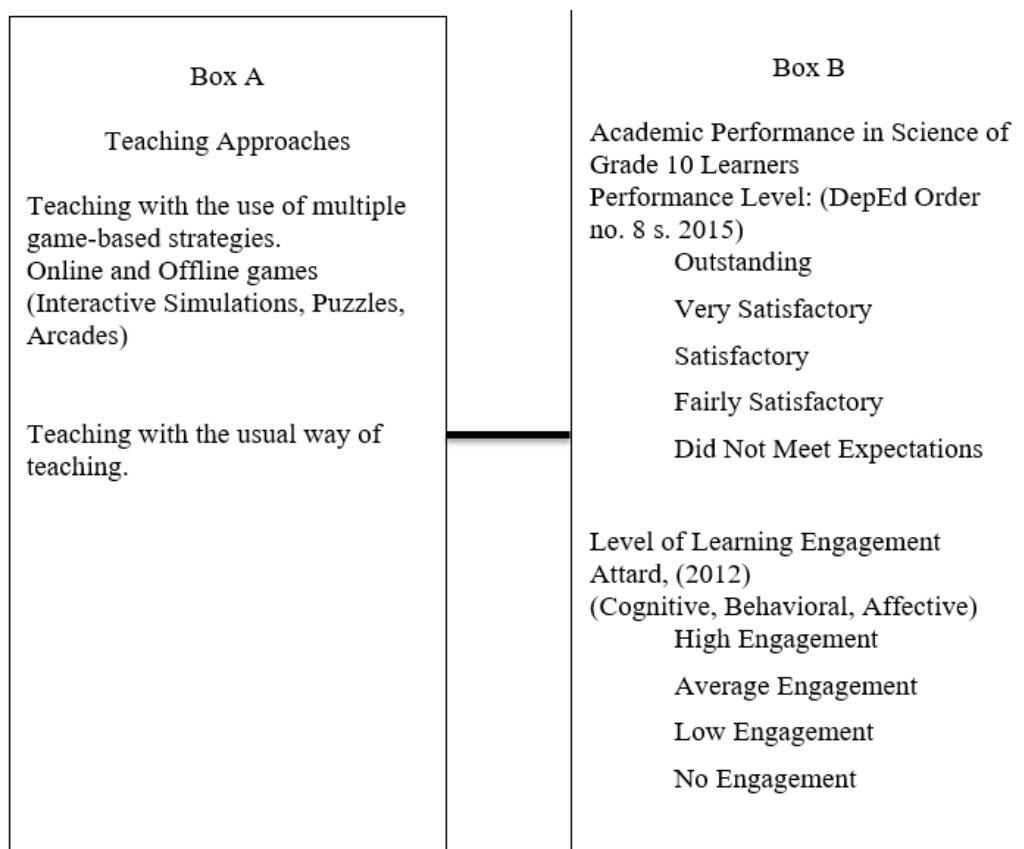 Box A
Teaching Approaches
Teaching with the use of multiple
game-based strategies.
Online and Offline games
(Interactive Simulations, Puzzles,
Arcades)
Teaching with the usual way of
teaching.
Box B
Academic Performance in Science of
Grade 10 Learners
Performance Level: (DepEd Order
no. 8 s. 2015)
Outstanding
Very Satisfactory
Satisfactory
Fairly Satisfactory
Did Not Meet Expectations
Level of Learning Engagement
Attard, (2012)
(Cognitive, Behavioral, Affective)
High Engagement
Average Engagement
Low Engagement
No Engagement